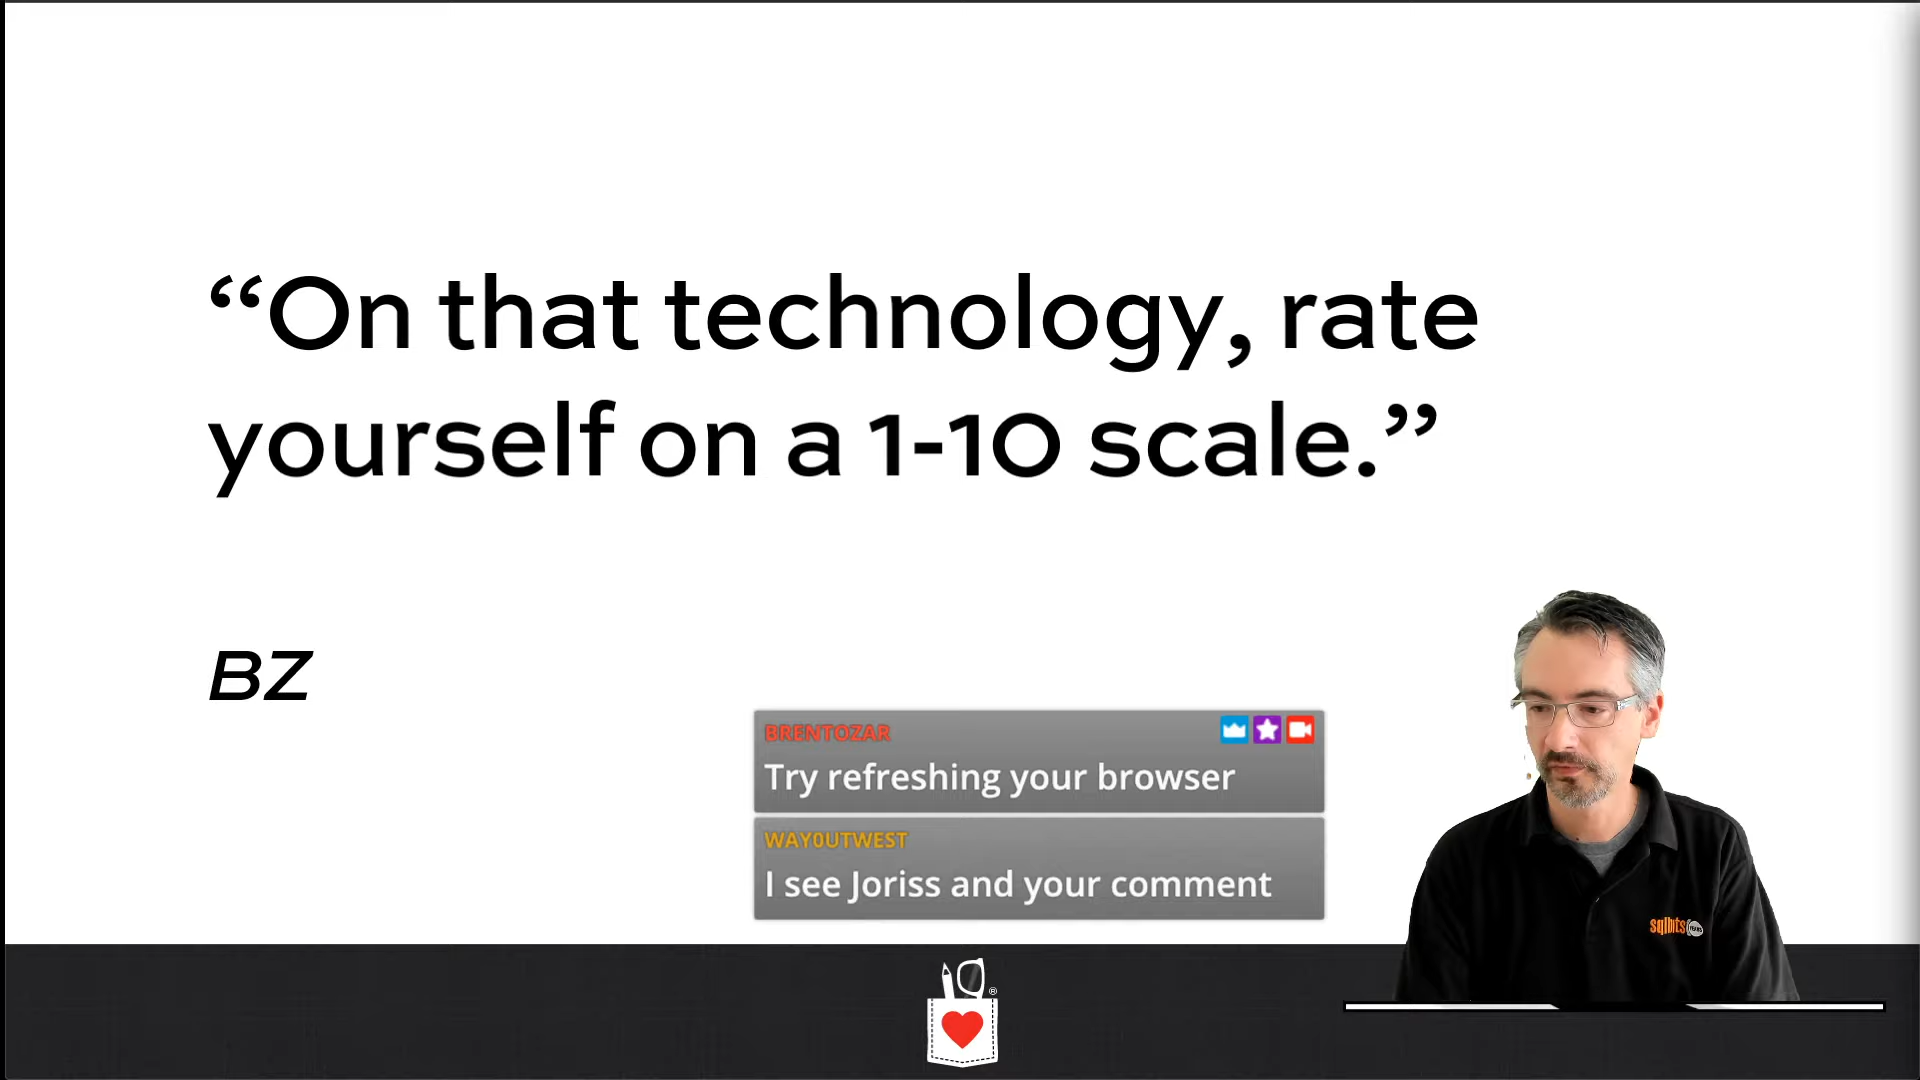 “On that technology, rate
yourself on a 1-10 scale.”
BZ
BRENTOZAR
Try refreshing your browser
WAY0UTWEST
I see Joriss and your comment
sqlbits
®